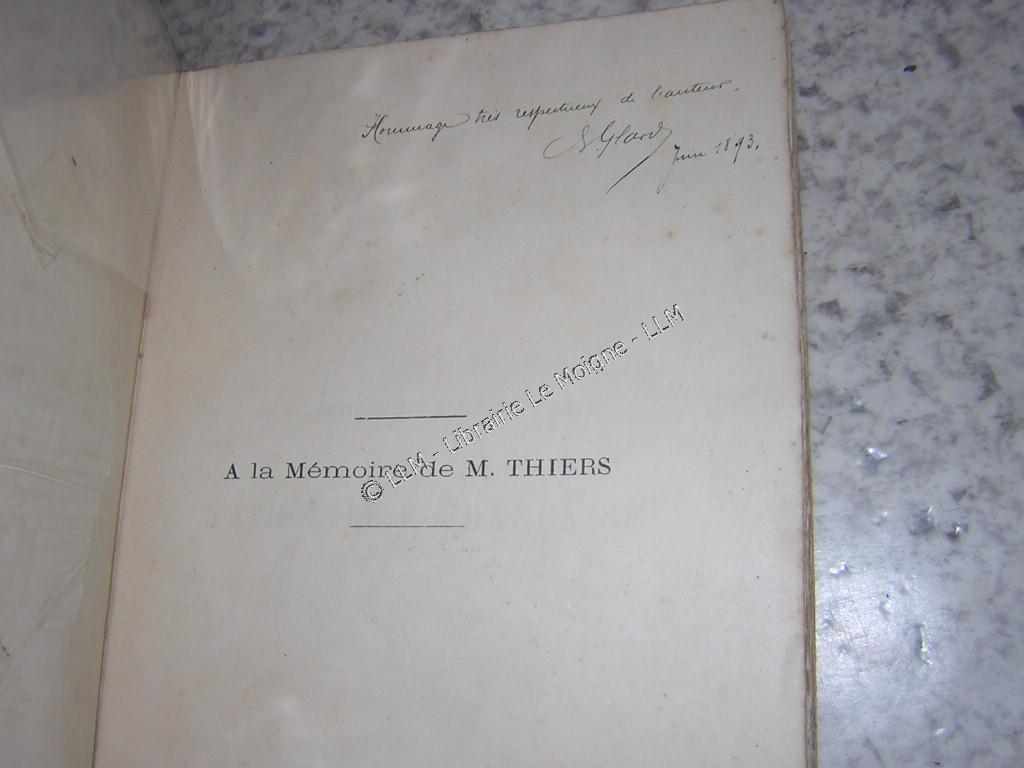 Hommage très respectueux de l'auteur.
Juin 1893.
A la Mémoire de M. THIERS
© LLM - Librairie Le Moigne - LLM